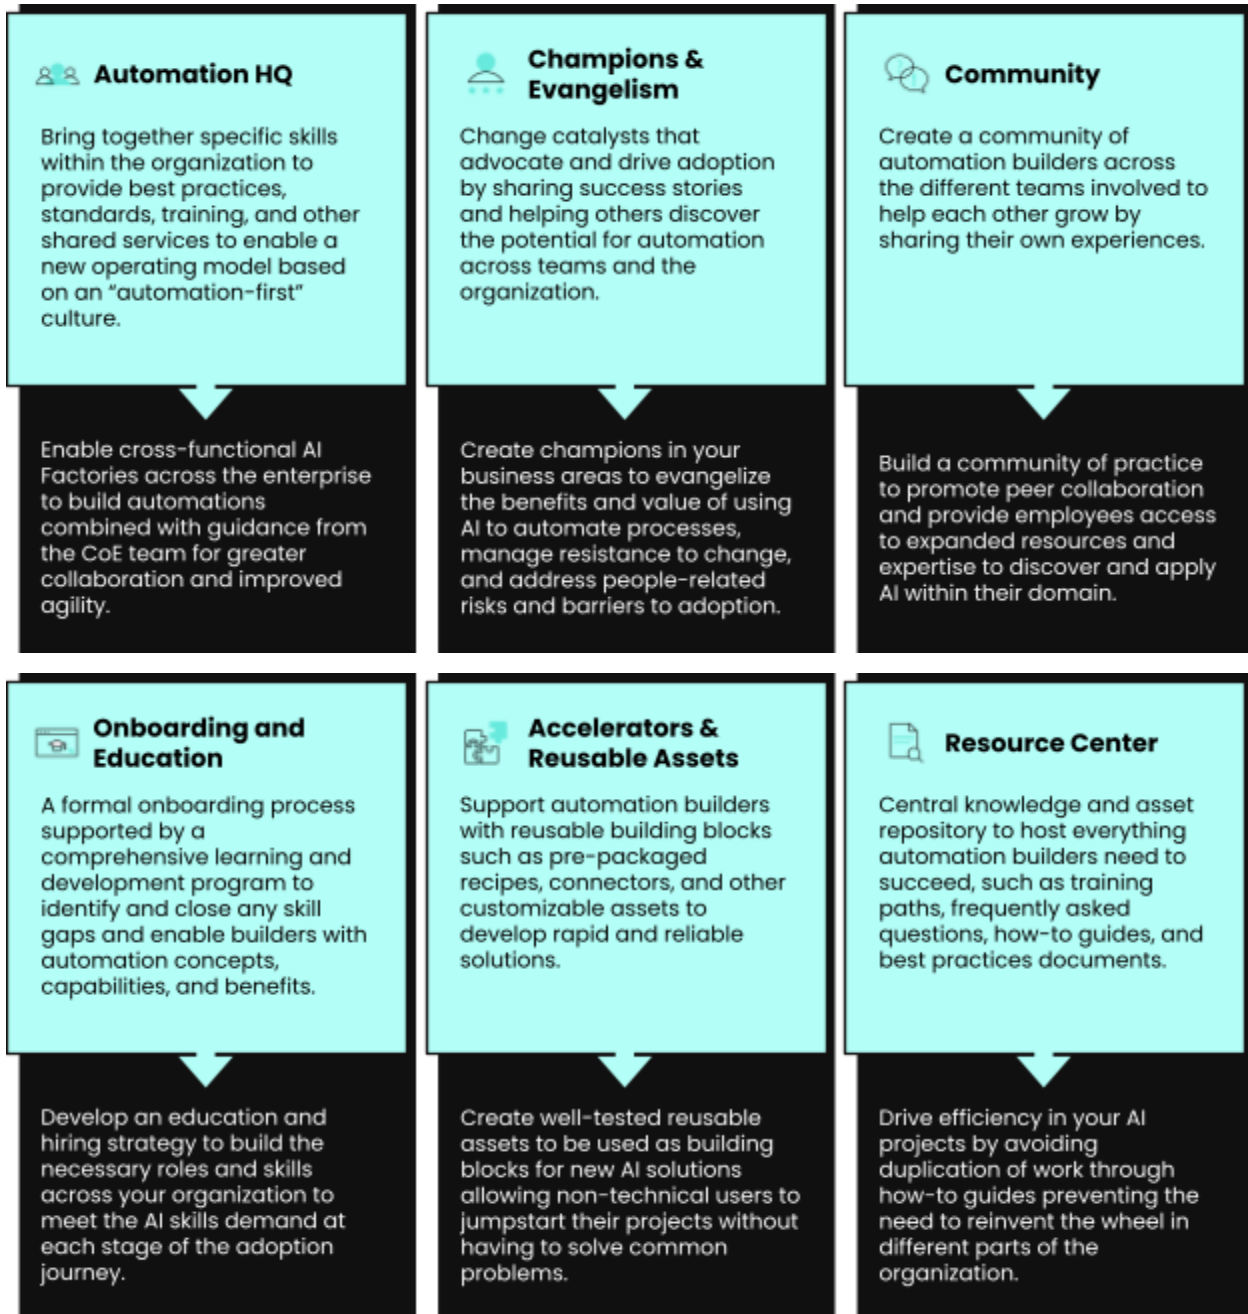 Automation HQ
Bring together specific skills
within the organization to
provide best practices,
standards, training, and other
shared services to enable a
new operating model based
on an “automation-first”
culture.
Enable cross-functional AI
Factories across the enterprise
to build automations
combined with guidance from
the CoE team for greater
collaboration and improved
agility.
Champions &
Evangelism
Change catalysts that
advocate and drive adoption
by sharing success stories
and helping others discover
the potential for automation
across teams and the
organization.
Create champions in your
business areas to evangelize
the benefits and value of using
AI to automate processes,
manage resistance to change,
and address people-related
risks and barriers to adoption.
Community
Create a community of
automation builders across
the different teams involved to
help each other grow by
sharing their own experiences.
Build a community of practice
to promote peer collaboration
and provide employees access
to expanded resources and
expertise to discover and apply
AI within their domain.
Onboarding and
Education
A formal onboarding process
supported by a
comprehensive learning and
development program to
identify and close any skill
gaps and enable builders with
automation concepts,
capabilities, and benefits.
Develop an education and
hiring strategy to build the
necessary roles and skills
across your organization to
meet the AI skills demand at
each stage of the adoption
journey.
Accelerators &
Reusable Assets
Support automation builders
with reusable building blocks
such as pre-packaged
recipes, connectors, and other
customizable assets to
develop rapid and reliable
solutions.
Create well-tested reusable
assets to be used as building
blocks for new AI solutions
allowing non-technical users to
jumpstart their projects without
having to solve common
problems.
Resource Center
Central knowledge and asset
repository to host everything
automation builders need to
succeed, such as training
paths, frequently asked
questions, how-to guides, and
best practices documents.
Drive efficiency in your AI
projects by avoiding
duplication of work through
how-to guides preventing the
need to reinvent the wheel in
different parts of the
organization.